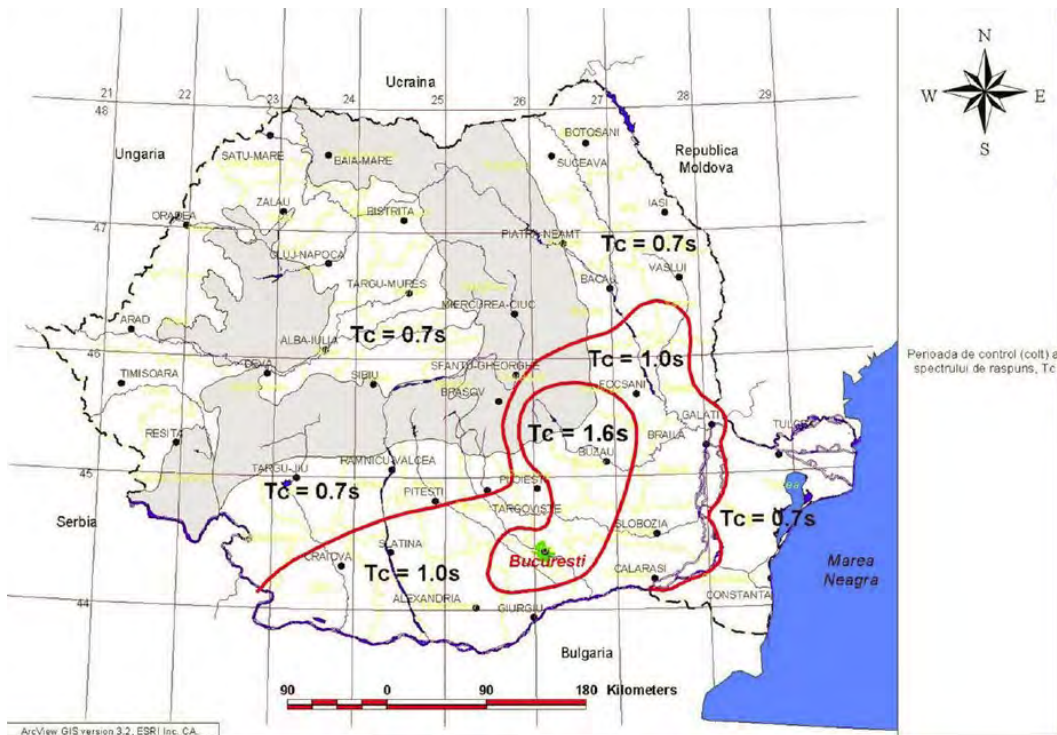 Ucraina
21
48
22
23
24
25
26
27
28
29
N
W
E
S
BOTOSANI
SATU-MARE
BAIA-MARE
SUCEAVA
Republica
Moldova
Ungaria
ZALAU
BISTRITA
IASI
ORADEA
47
PIATRA-NEAMT
Tc = 0.7s
CLUJ-NAPOCA
BACAU
VASLUI
TARGU-MURES
MIERCUREA-CIUC
ARAD
ALBA-IULIA
Tc = 0.7s
46
Tc = 1.0s
Perioada de control (colt) a
spectrului de raspuns, Tc
DEVA
SIBIU
SFANTU-GHEORGHE
TIMISOARA
BRASOV
FOCSANI
GALATI
RESITA
Tc = 1.6s
BRAILA
TULCEA
BUZAU
45
TARGU-JIU
RAMNICU-VALCEA
Tc = 0.7s
PITESTI
PLOIESTI
TARGOVISTE
Serbia
SLOBOZIA
Tc = 0.7s
CRAIOVA
SLATINA
Bucuresti
Marea
Neagra
Tc = 1.0s
CALARASI
44
ALEXANDRIA
GIURGIU
CONSTANTA
Bulgaria
90 0 90 180 Kilometers
ArcView GIS version 3.2, ESRI Inc. CA.